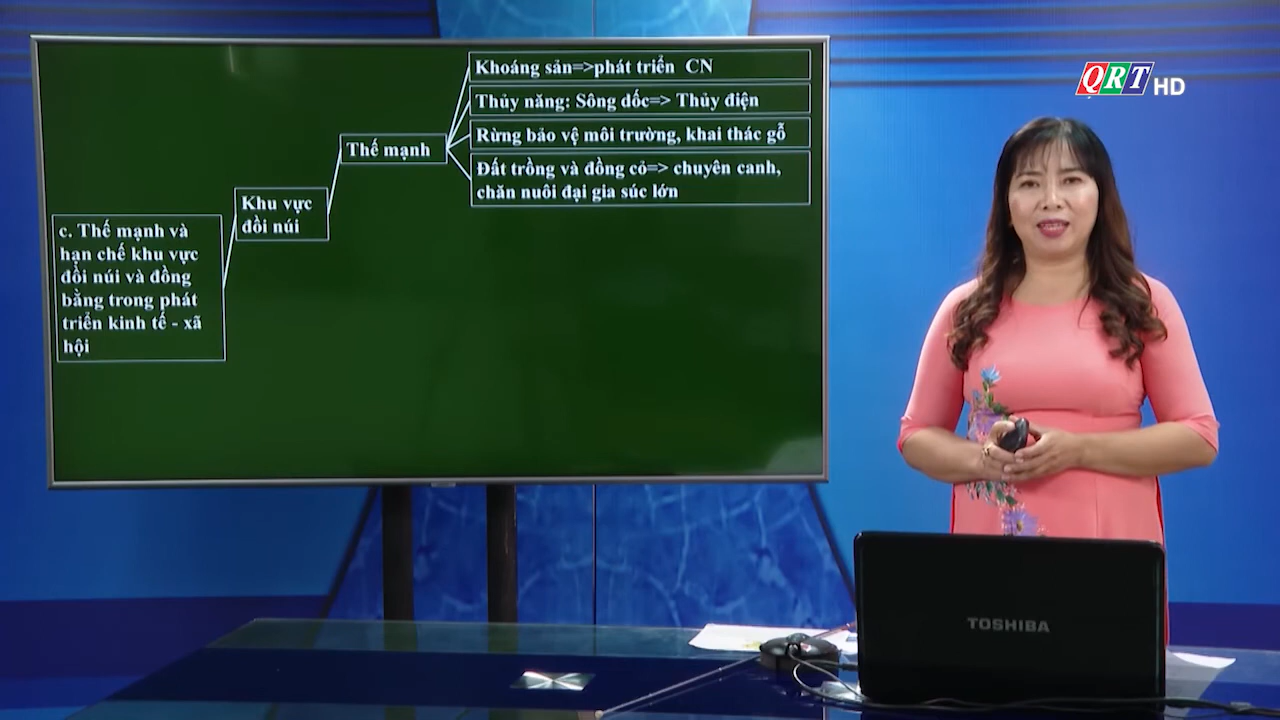 c. Thế mạnh và
hạn chế khu vực
đồi núi và đồng
bằng trong phát
triển kinh tế - xã
hội
Khu vực
đồi núi
Thế mạnh
Khoáng sản=>phát triển CN
Thủy năng: Sông dốc=> Thủy điện
Rừng bảo vệ môi trường, khai thác gỗ
Đất trồng và đồng cỏ=> chuyên canh,
chăn nuôi đại gia súc lớn
QRT HD
TOSHIBA